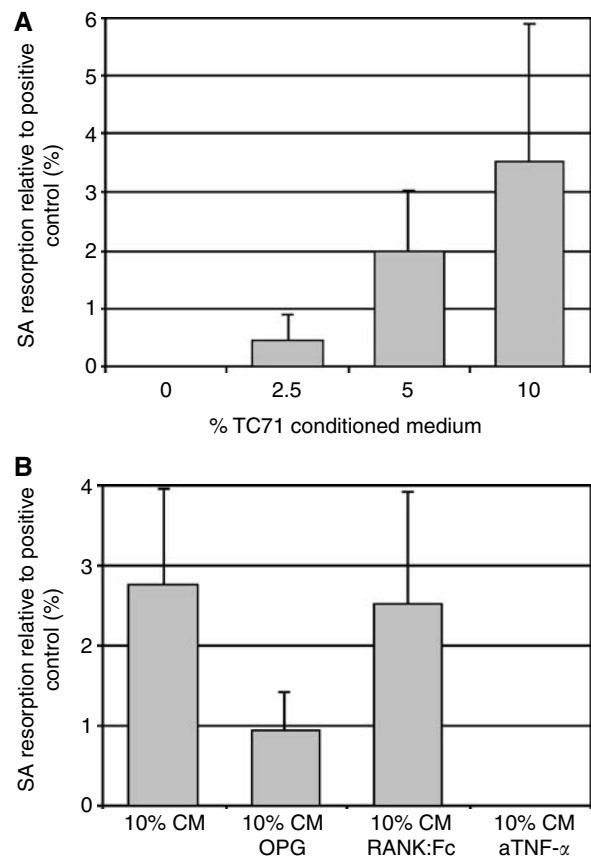 A
SA resorption relative to positive
control (%)
6
5
4
3
2
1
0
0 2.5 5 10
% TC71 conditioned medium
B
SA resorption relative to positive
control (%)
4
3
2
1
0
10% CM 10% CM 10% CM 10% CM
OPG RANK:Fc aTNF-α